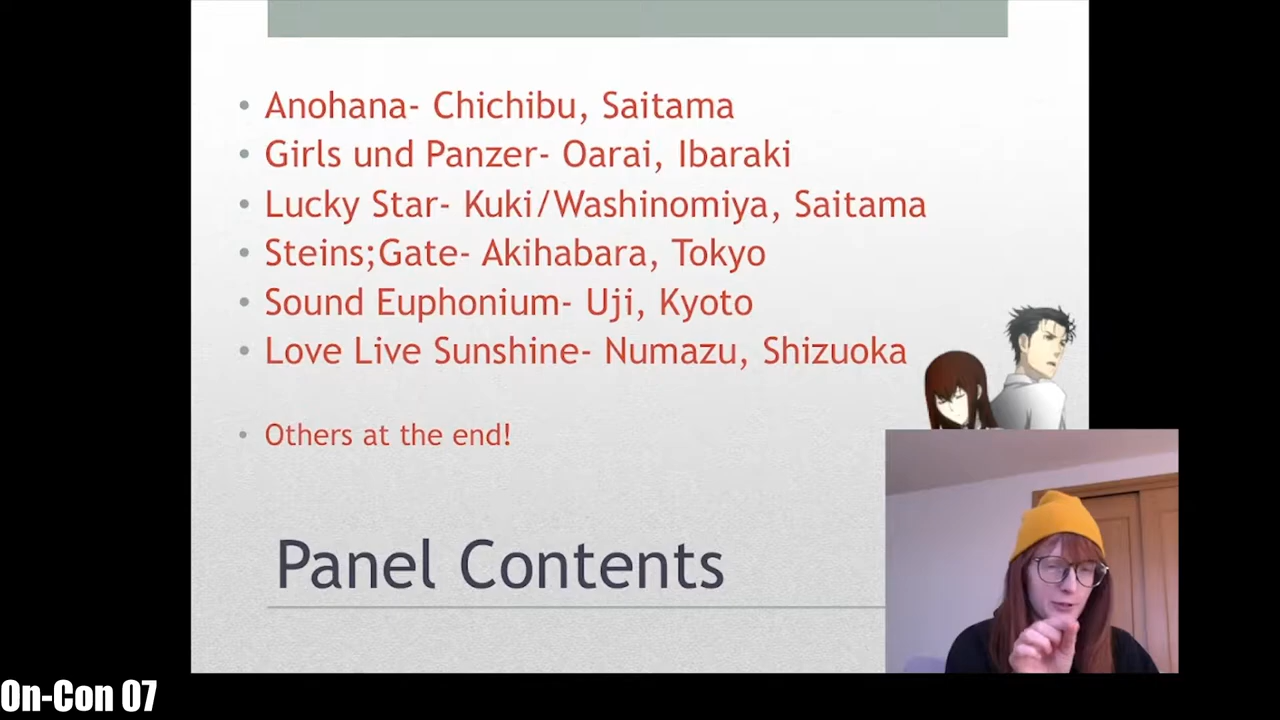 Anohana- Chichibu, Saitama
Girls und Panzer- Oarai, Ibaraki
Lucky Star- Kuki/Washinomiya, Saitama
Steins;Gate- Akihabara, Tokyo
Sound Euphonium- Uji, Kyoto
Love Live Sunshine- Numazu, Shizuoka
Others at the end!
Panel Contents
On-Con 07